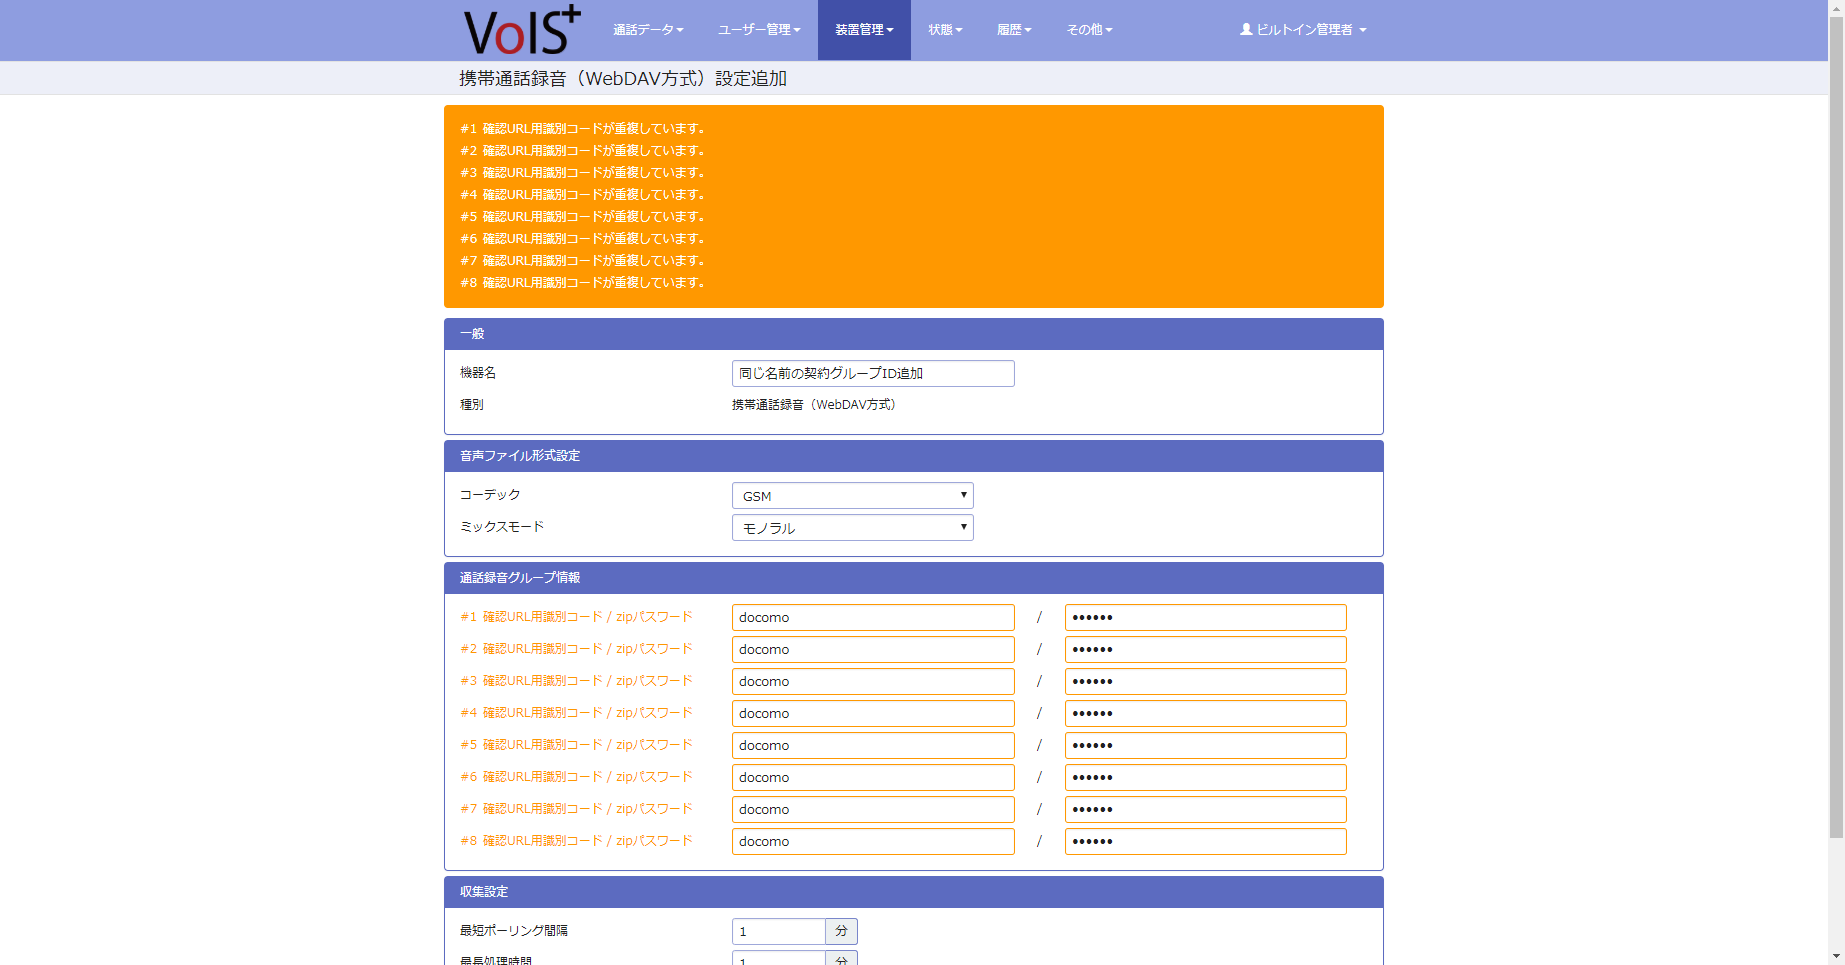 VoIS+ 通話データ ユーザー管理 装置管理 状態 履歴 その他 ビルトイン管理者
携帯通話録音（WebDAV方式）設定追加
#1 確認URL用識別コードが重複しています。
#2 確認URL用識別コードが重複しています。
#3 確認URL用識別コードが重複しています。
#4 確認URL用識別コードが重複しています。
#5 確認URL用識別コードが重複しています。
#6 確認URL用識別コードが重複しています。
#7 確認URL用識別コードが重複しています。
#8 確認URL用識別コードが重複しています。
一般
機器名 同じ名前の契約グループID追加
種別 携帯通話録音（WebDAV方式）
音声ファイル形式設定
コーデック GSM
ミックスモード モノラル
通話録音グループ情報
#1 確認URL用識別コード / zipパスワード docomo / ••••••
#2 確認URL用識別コード / zipパスワード docomo / ••••••
#3 確認URL用識別コード / zipパスワード docomo / ••••••
#4 確認URL用識別コード / zipパスワード docomo / ••••••
#5 確認URL用識別コード / zipパスワード docomo / ••••••
#6 確認URL用識別コード / zipパスワード docomo / ••••••
#7 確認URL用識別コード / zipパスワード docomo / ••••••
#8 確認URL用識別コード / zipパスワード docomo / ••••••
収集設定
最短ポーリング間隔 1 分
最長処理時間 1 分